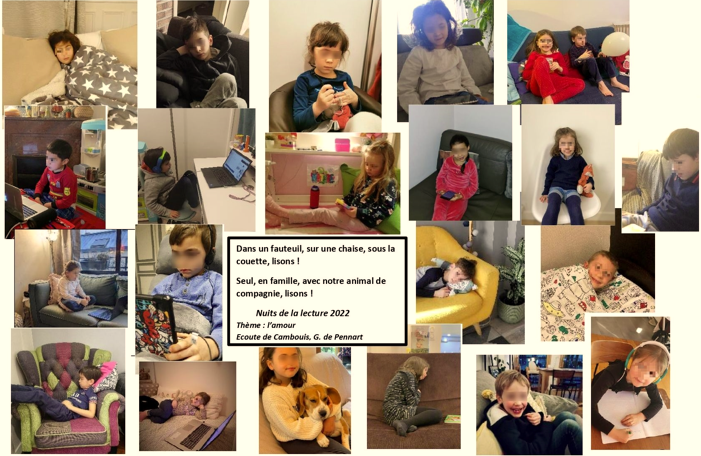 Dans un fauteuil, sur une chaise, sous la
couette, lisons !
Seul, en famille, avec notre animal de
compagnie, lisons !
Nuits de la lecture 2022
Thème : l'amour
Ecoute de Cambouis, G. de Pennart